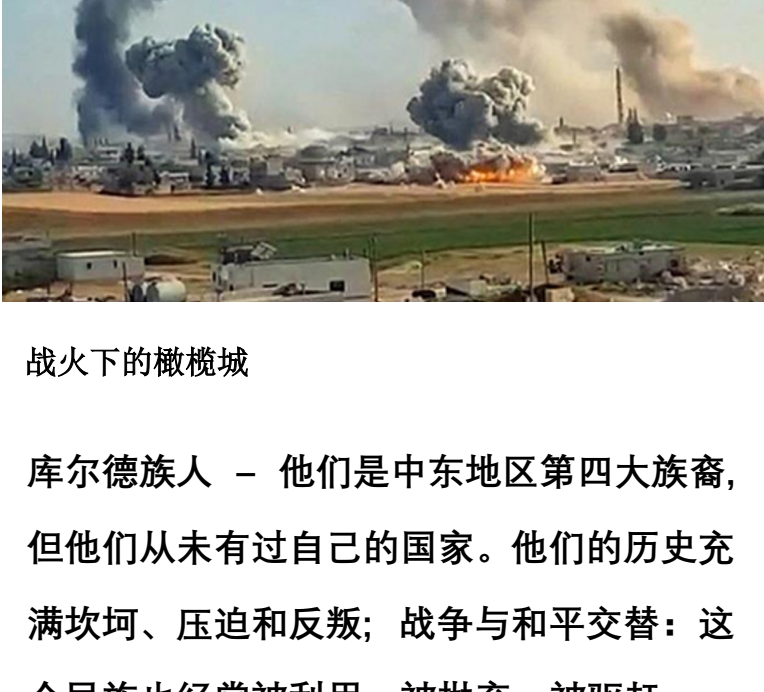 战火下的橄榄城
库尔德族人 – 他们是中东地区第四大族裔,
但他们从未有过自己的国家。他们的历史充
满坎坷、压迫和反叛; 战争与和平交替：这